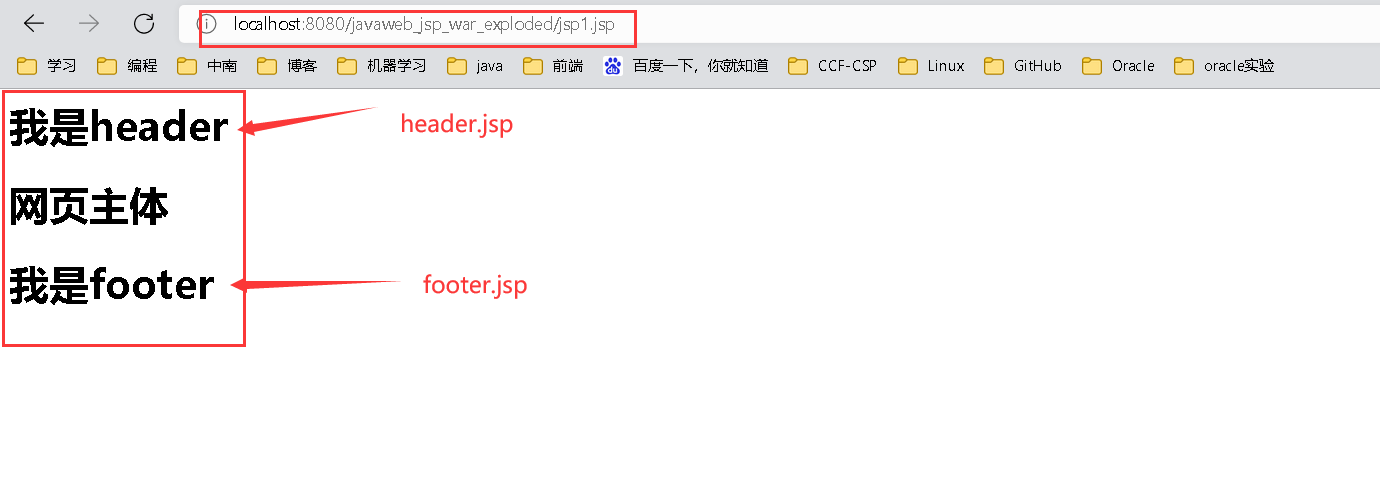 localhost:8080/javaweb_jsp_war_exploded/jsp1.jsp
学习 编程 中南 博客 机器学习 java 前端 百度一下，你就知道 CCF-CSP Linux GitHub Oracle oracle实验
我是header
header.jsp
网页主体
我是footer
footer.jsp